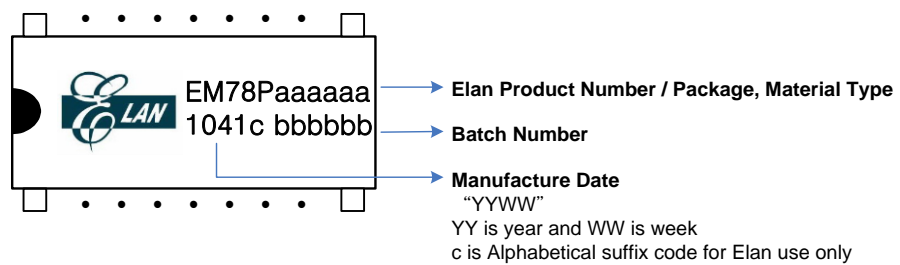 ELAN
EM78Paaaaaa
1041c bbbbbb
Elan Product Number / Package, Material Type
Batch Number
Manufacture Date
“YYWW”
YY is year and WW is week
c is Alphabetical suffix code for Elan use only